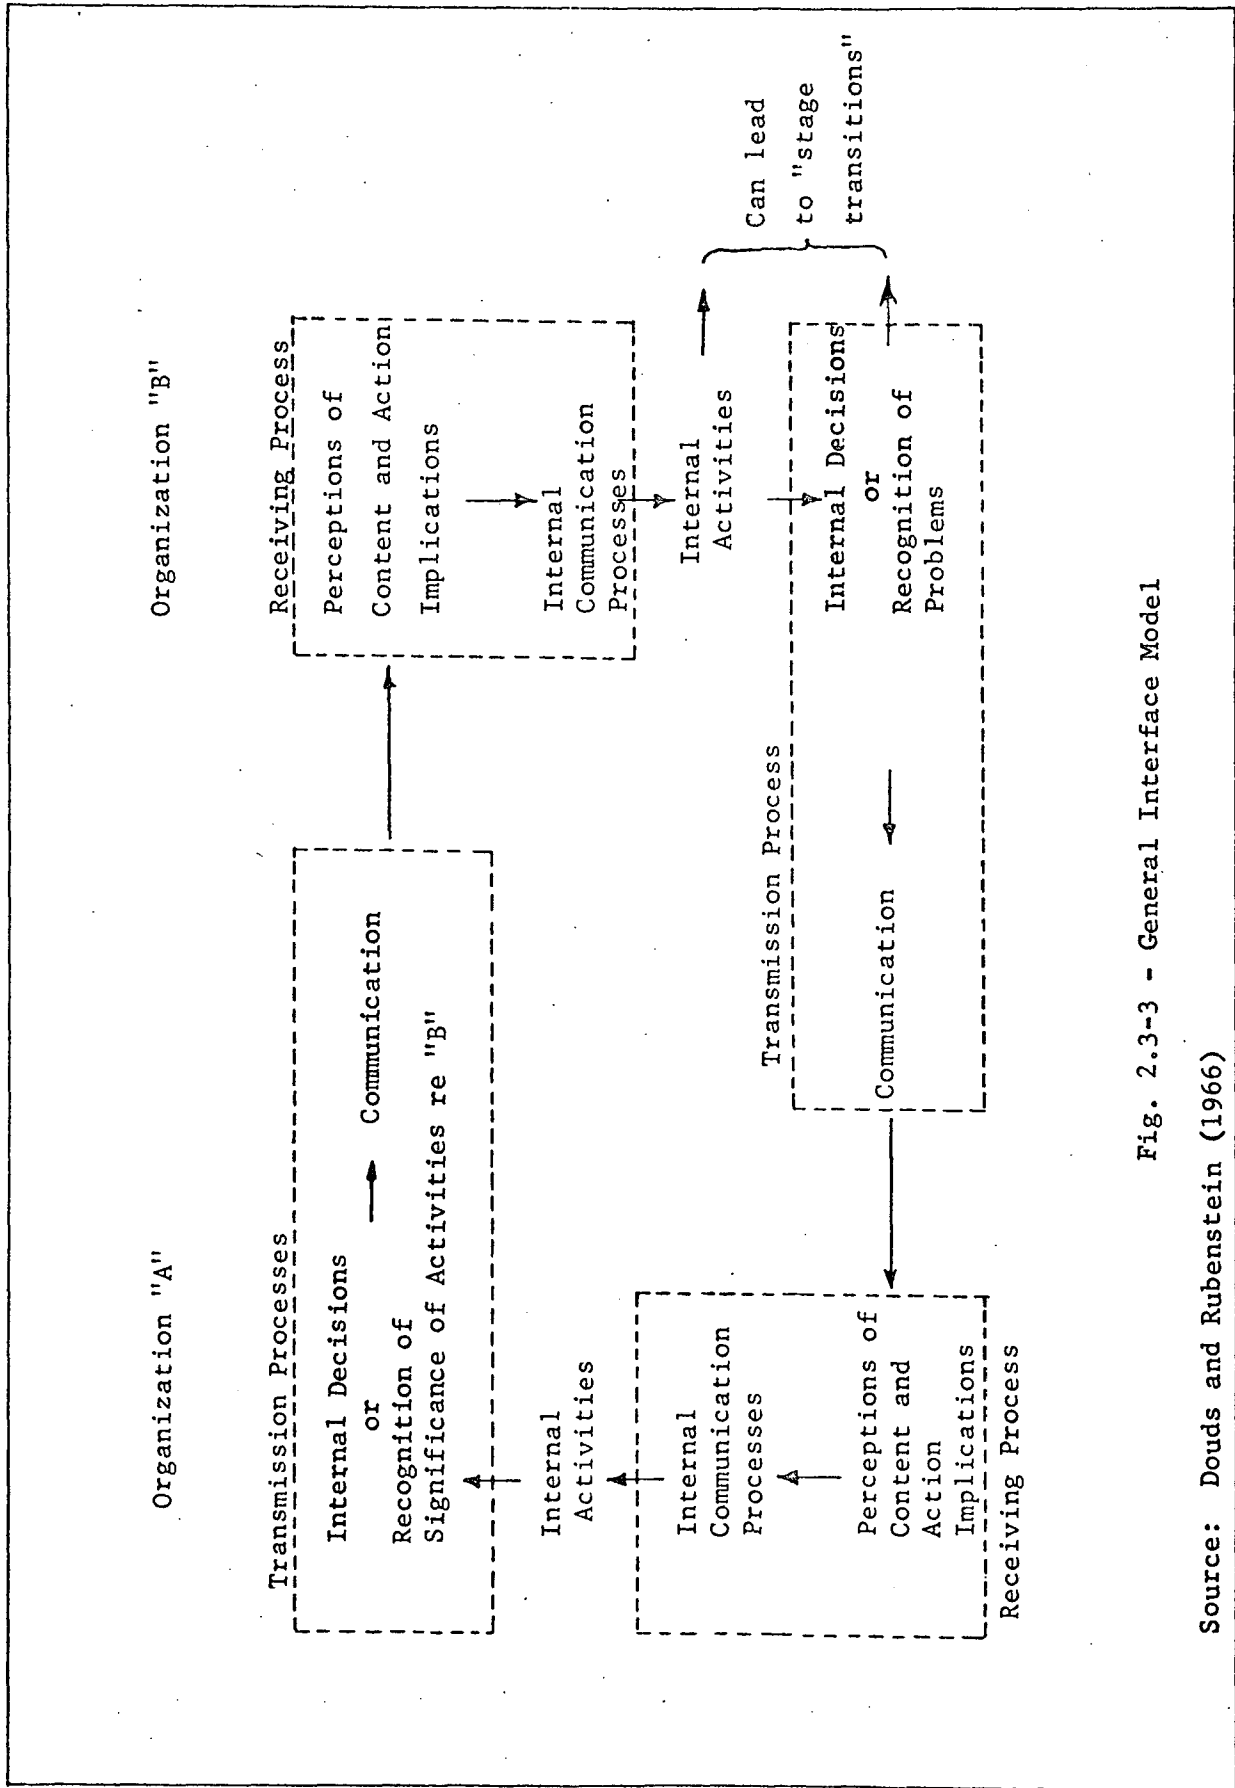 Organization "A"
Organization "B"
Transmission Processes
Internal Decisions
or
Recognition of
Significance of Activities re "B"
Communication
Receiving Process
Perceptions of
Content and Action
Implications
Internal
Communication
Processes
Internal
Activities
Can lead
to "stage
transitions"
Transmission Process
Internal Decisions
or
Recognition of
Problems
Communication
Internal
Activities
Internal
Communication
Processes
Perceptions of
Content and
Action
Implications
Receiving Process
Fig. 2.3-3 - General Interface Model
Source: Douds and Rubenstein (1966)